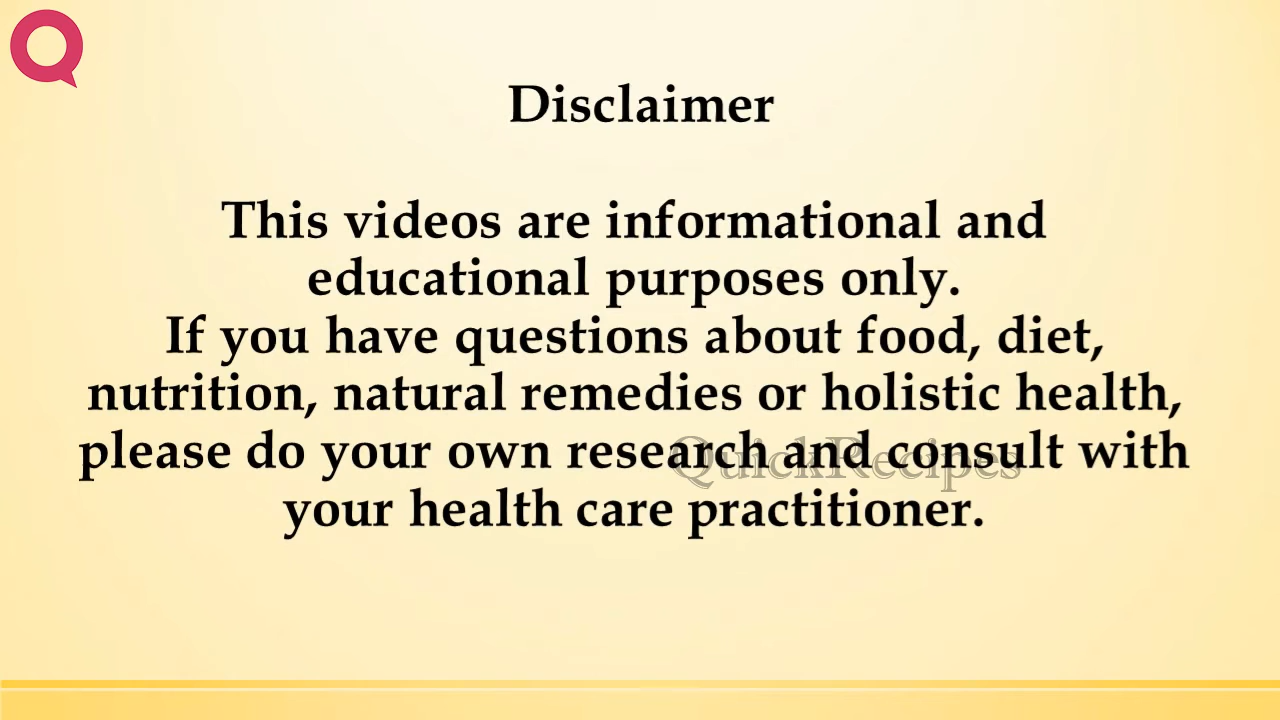 Disclaimer
This videos are informational and
educational purposes only.
If you have questions about food, diet,
nutrition, natural remedies or holistic health,
please do your own research and consult with
QuickRecipes
your health care practitioner.